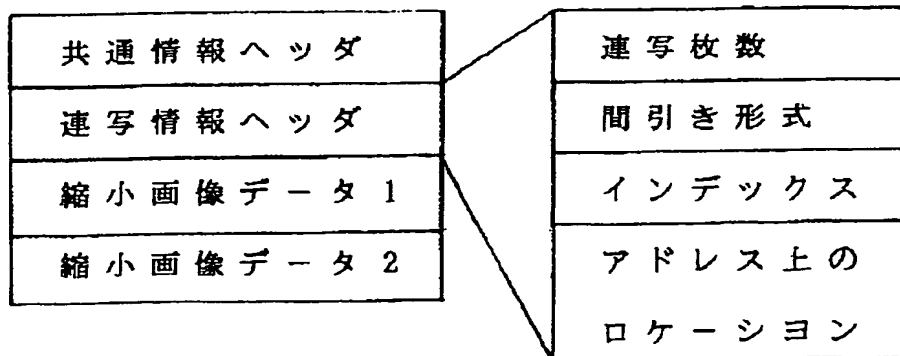 共通情報ヘッダ
連写情報ヘッダ
縮小画像データ1
縮小画像データ2
連写枚数
間引き形式
インデックス
アドレス上の
ロケーション